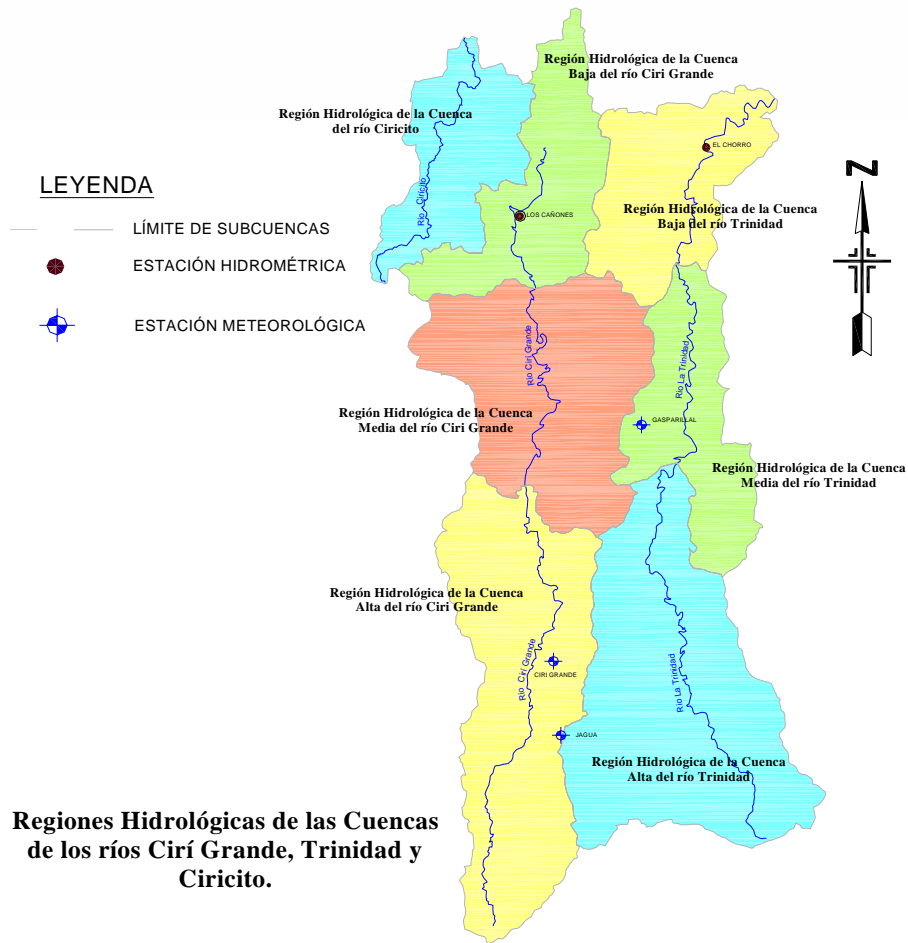 Región Hidrológica de la Cuenca
Baja del río Ciri Grande
Región Hidrológica de la Cuenca
del río Ciricito
EL CHORRO
LEYENDA
LÍMITE DE SUBCUENCAS
ESTACIÓN HIDROMÉTRICA
ESTACIÓN METEOROLÓGICA
Río Ciricito
LOS CAÑONES
Región Hidrológica de la Cuenca
Baja del río Trinidad
N
Río Cirí Grande
Río La Trinidad
Región Hidrológica de la Cuenca
Media del río Ciri Grande
GASPARILLAL
Región Hidrológica de la Cuenca
Media del río Trinidad
Región Hidrológica de la Cuenca
Alta del río Ciri Grande
Río Cirí Grande
CIRI GRANDE
Río La Trinidad
JAGUA
Región Hidrológica de la Cuenca
Alta del río Trinidad
Regiones Hidrológicas de las Cuencas
de los ríos Cirí Grande, Trinidad y
Ciricito.